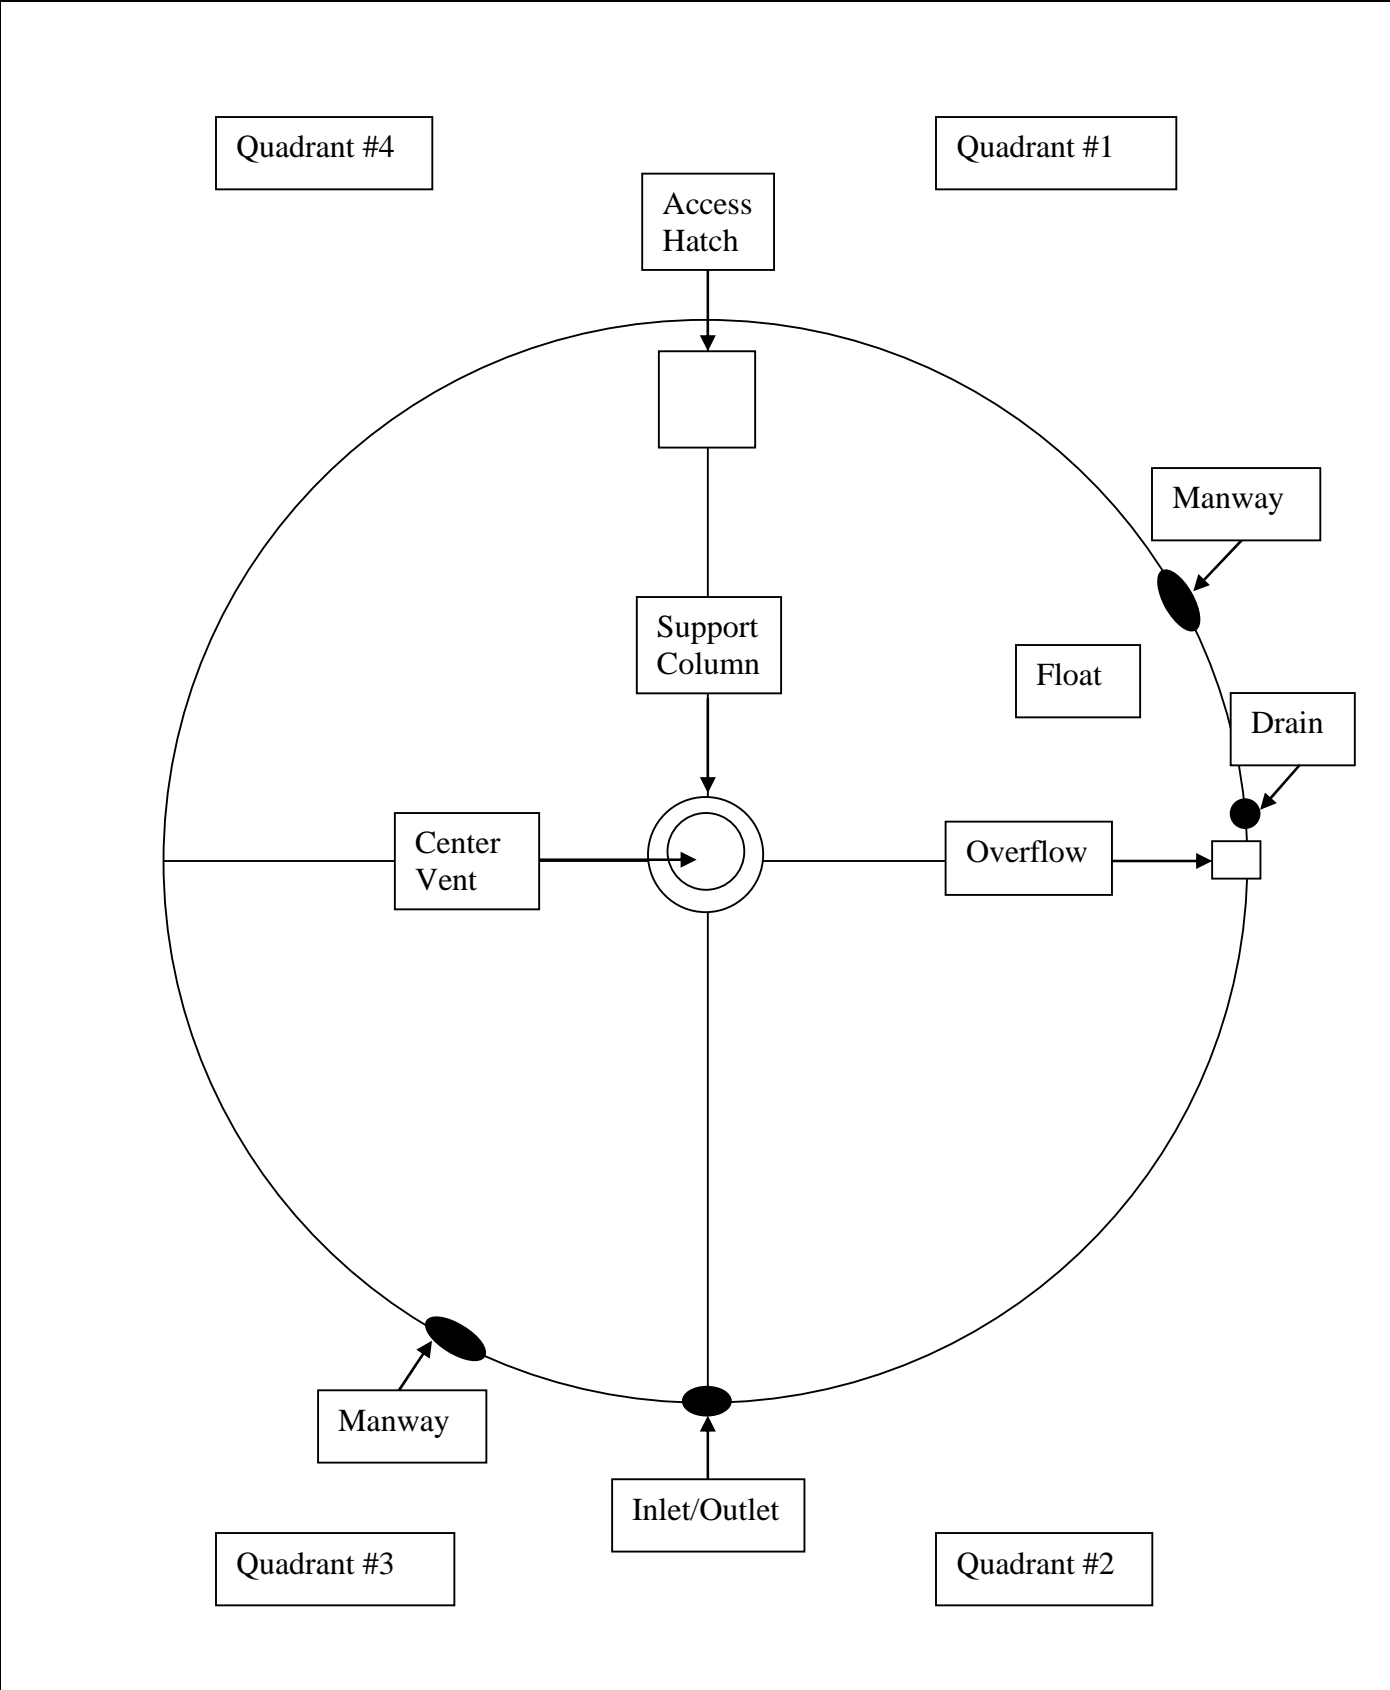 Quadrant #4
Quadrant #1
Access
Hatch
Manway
Support
Column
Float
Drain
Center
Vent
Overflow
Manway
Inlet/Outlet
Quadrant #3
Quadrant #2